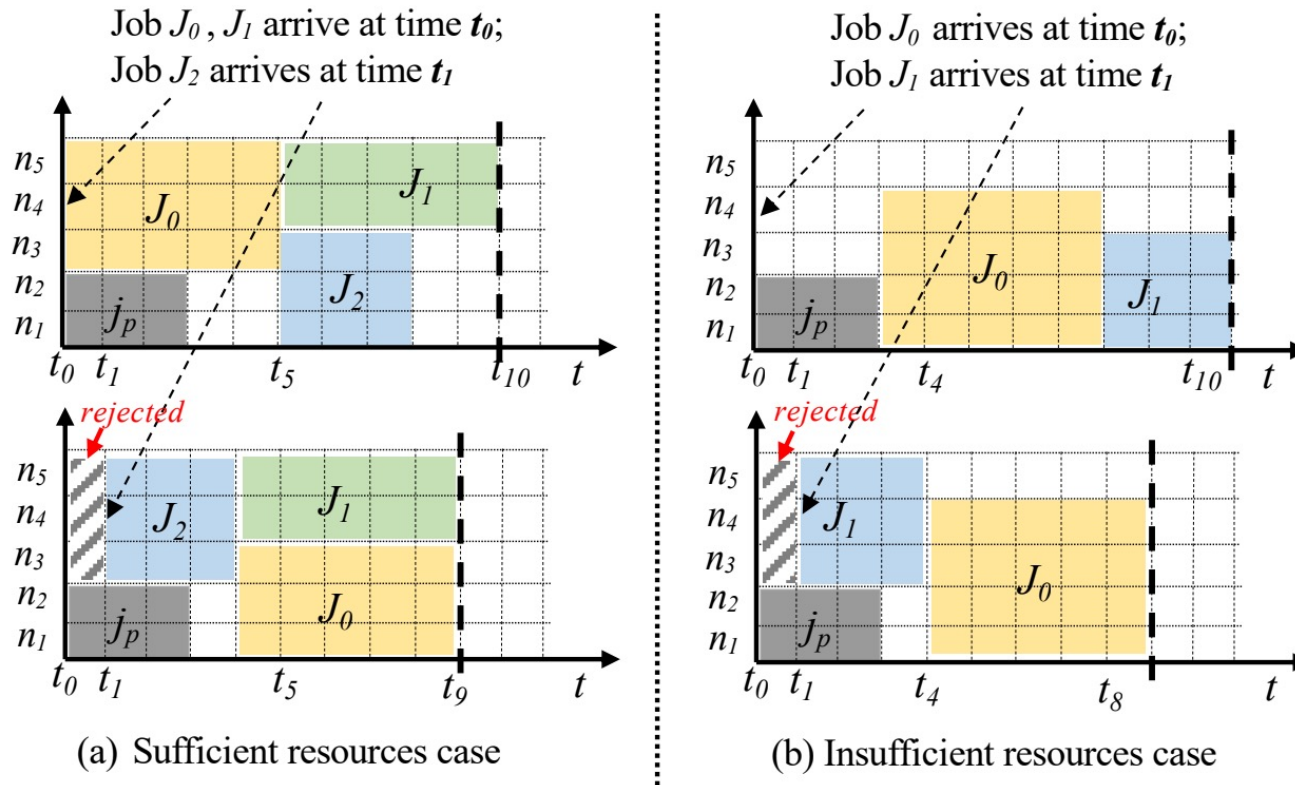 Job J0 , J1 arrive at time t0;
Job J2 arrives at time t1
n5
n4
n3
n2
n1
J0
J1
J2
jp
t0 t1 t5 t10 t
rejected
n5
n4
n3
n2
n1
J2
J1
J0
jp
t0 t1 t5 t9 t
(a) Sufficient resources case
Job J0 arrives at time t0;
Job J1 arrives at time t1
n5
n4
n3
n2
n1
J0
J1
jp
t0 t1 t4 t10 t
rejected
n5
n4
n3
n2
n1
J1
J0
jp
t0 t1 t4 t8 t
(b) Insufficient resources case